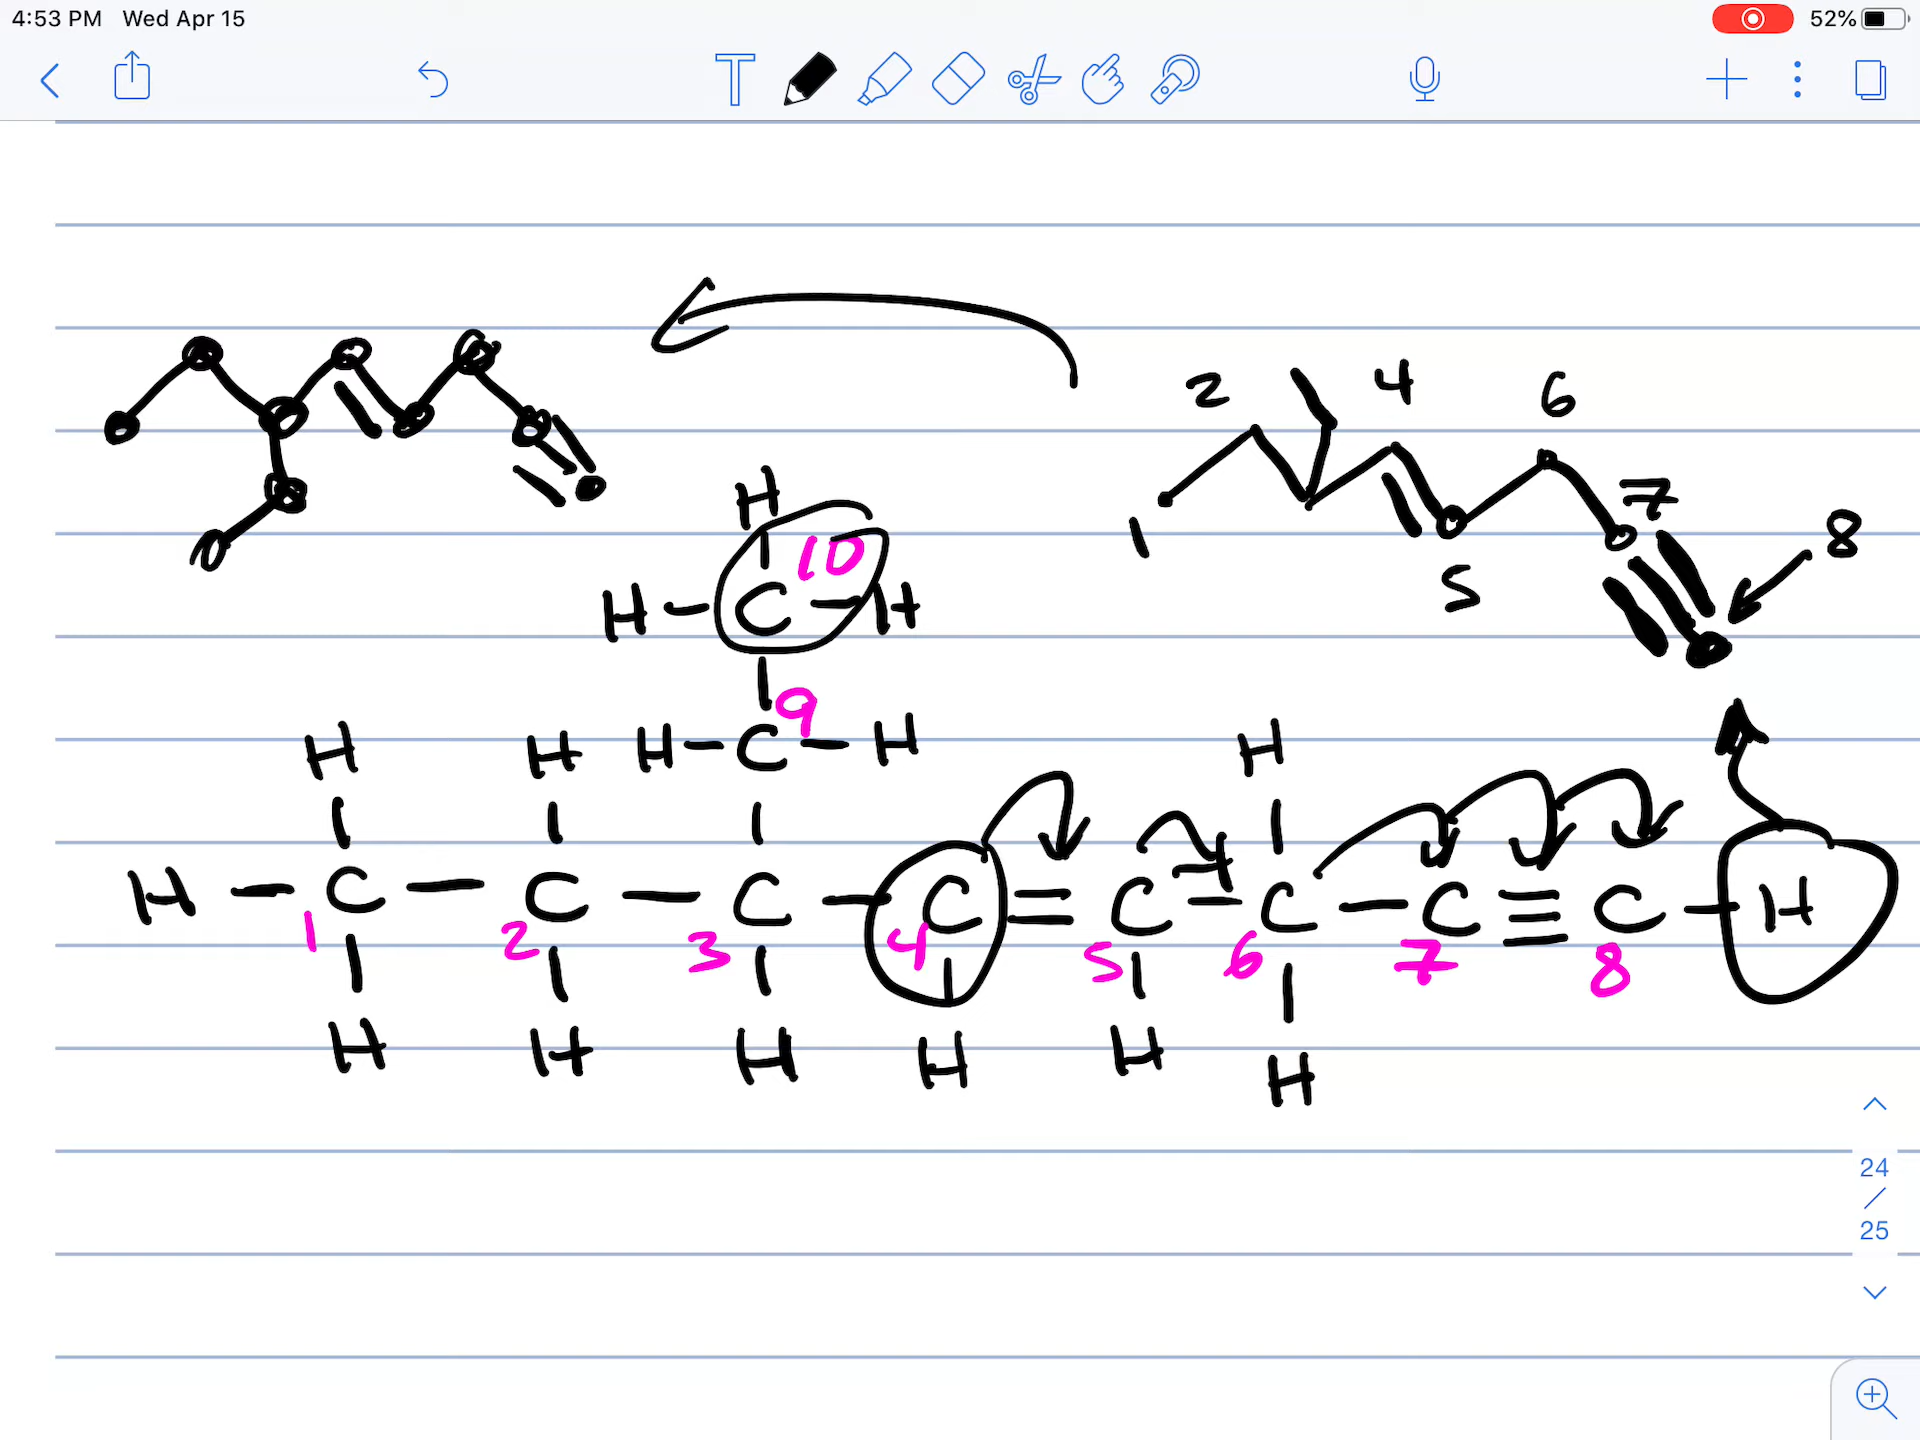 4:53 PM Wed Apr 15
52%
T
2 4 6
1 5 7 8
H
10
H - C - H
9
H - C - H
H H H
H - C - C - C - C = C - C - C ≡ C - H
1 2 3 4 5 6 7 8
H H H H H H
24
/
25